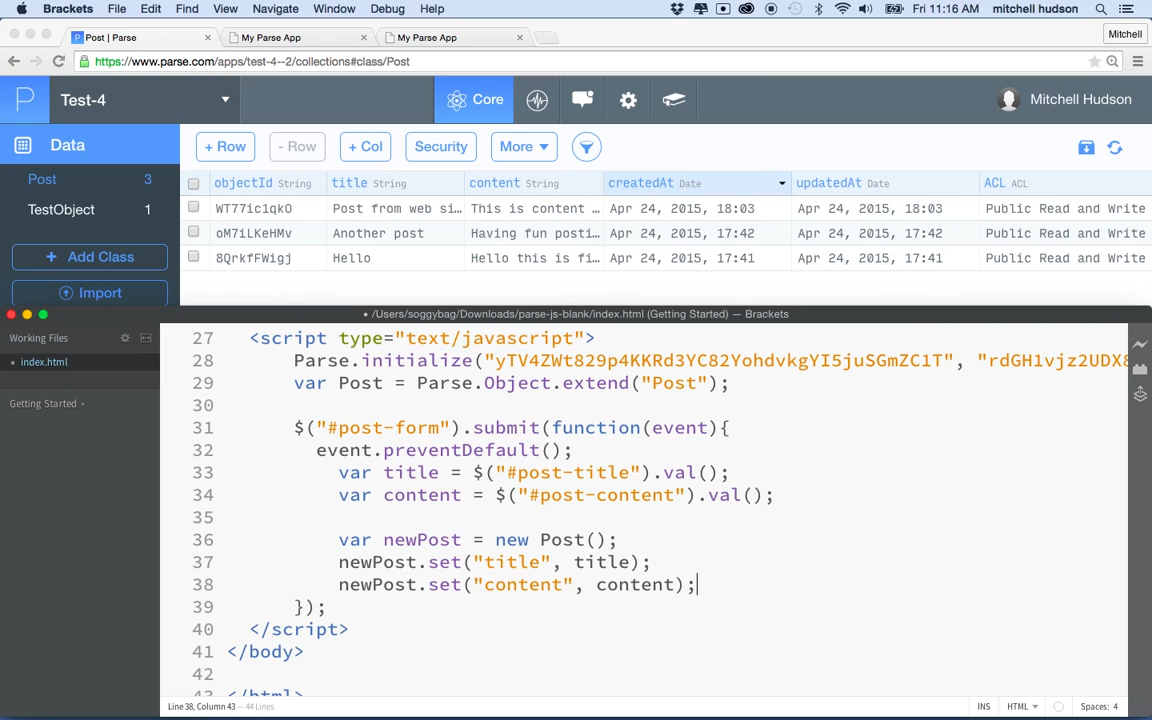 Brackets File Edit View Navigate Window Debug Help Fri 11:16 AM mitchell hudson
Post | Parse × My Parse App × My Parse App × Mitchell
https://www.parse.com/apps/test-4--2/collections#class/Post
P Test-4 Core Mitchell Hudson
Data + Row - Row + Col Security More
objectId String title String content String createdAt Date updatedAt Date ACL ACL
Post 3
WT77ic1qkO Post from web si… This is content … Apr 24, 2015, 18:03 Apr 24, 2015, 18:03 Public Read and Write
TestObject 1
oM7iLKeHMv Another post Having fun posti… Apr 24, 2015, 17:42 Apr 24, 2015, 17:42 Public Read and Write
+ Add Class
8QrkfFWigj Hello Hello this is fi… Apr 24, 2015, 17:41 Apr 24, 2015, 17:41 Public Read and Write
Import
• /Users/soggybag/Downloads/parse-js-blank/index.html (Getting Started) — Brackets
Working Files
• index.html
Getting Started
27 <script type="text/javascript">
28 Parse.initialize("yTV4ZWt829p4KKRd3YC82YohdvkgYI5juSGmZC1T", "rdGH1vjz2UDX8
29 var Post = Parse.Object.extend("Post");
30
31 $("#post-form").submit(function(event){
32 event.preventDefault();
33 var title = $("#post-title").val();
34 var content = $("#post-content").val();
35
36 var newPost = new Post();
37 newPost.set("title", title);
38 newPost.set("content", content);
39 });
40 </script>
41 </body>
42
43 </html>
Line 38, Column 43 — 44 Lines INS HTML Spaces: 4